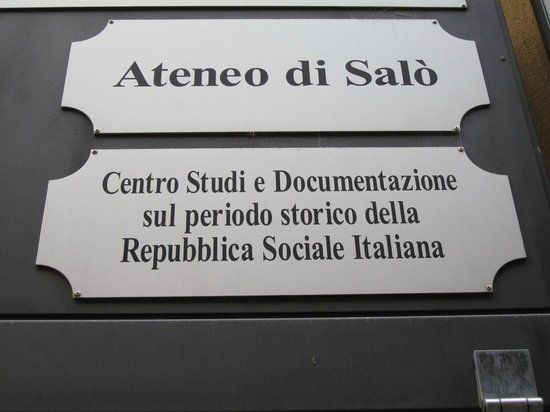 Ateneo di Salò
Centro Studi e Documentazione
sul periodo storico della
Repubblica Sociale Italiana